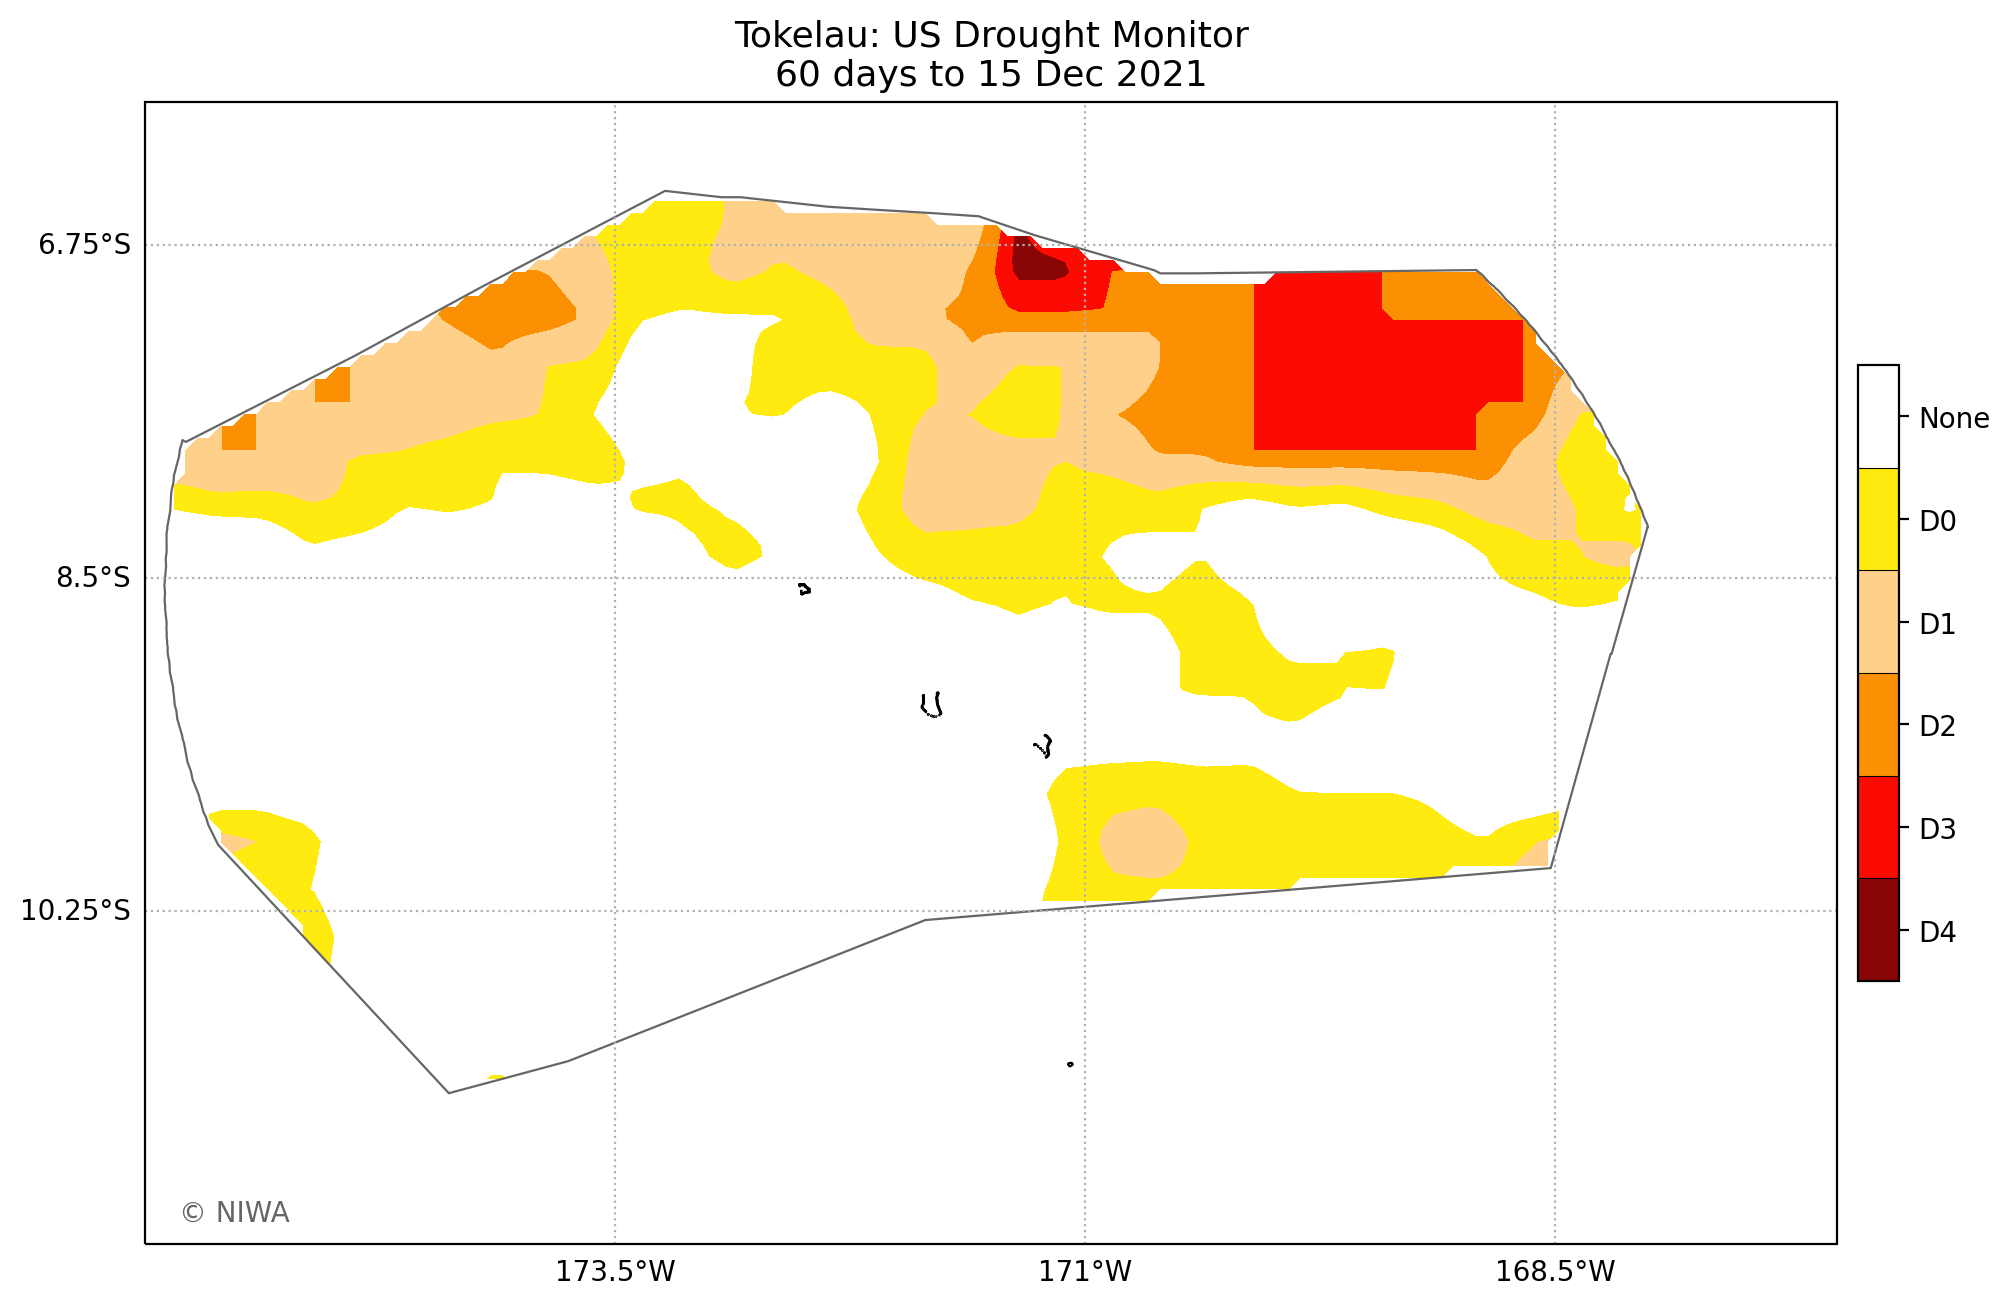 Tokelau: US Drought Monitor
60 days to 15 Dec 2021
6.75°S
8.5°S
10.25°S
173.5°W
171°W
168.5°W
None
D0
D1
D2
D3
D4
© NIWA